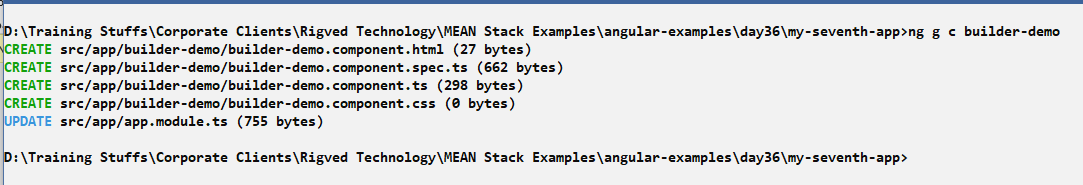 D:\Training Stuffs\Corporate Clients\Rigved Technology\MEAN Stack Examples\angular-examples\day36\my-seventh-app>ng g c builder-demo
CREATE src/app/builder-demo/builder-demo.component.html (27 bytes)
CREATE src/app/builder-demo/builder-demo.component.spec.ts (662 bytes)
CREATE src/app/builder-demo/builder-demo.component.ts (298 bytes)
CREATE src/app/builder-demo/builder-demo.component.css (0 bytes)
UPDATE src/app/app.module.ts (755 bytes)
D:\Training Stuffs\Corporate Clients\Rigved Technology\MEAN Stack Examples\angular-examples\day36\my-seventh-app>